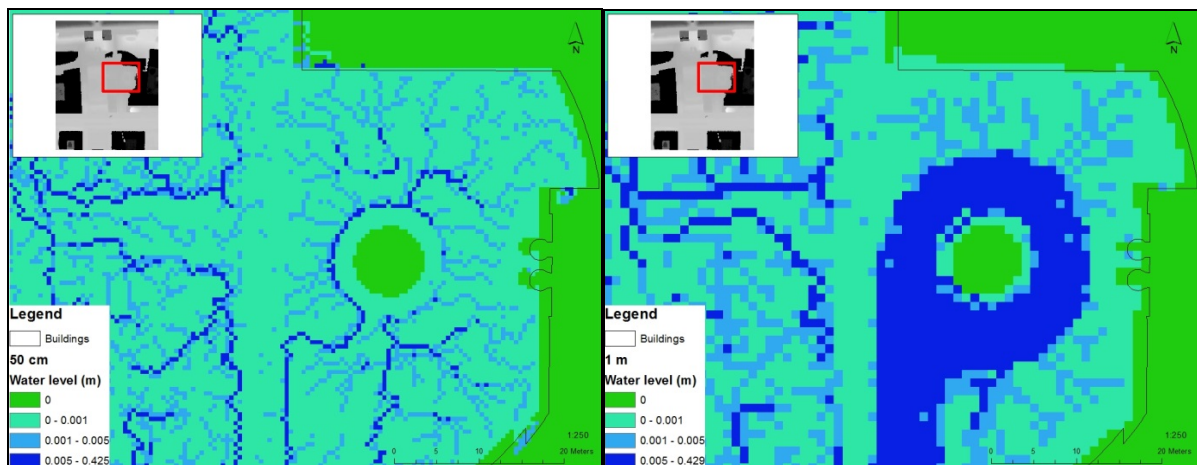 N
Legend
Buildings
50 cm
Water level (m)
0
0 - 0.001
0.001 - 0.005
0.005 - 0.425
1:250
0 5 10 20 Meters
N
Legend
Buildings
1 m
Water level (m)
0
0 - 0.001
0.001 - 0.005
0.005 - 0.429
1:250
0 5 10 20 Meters